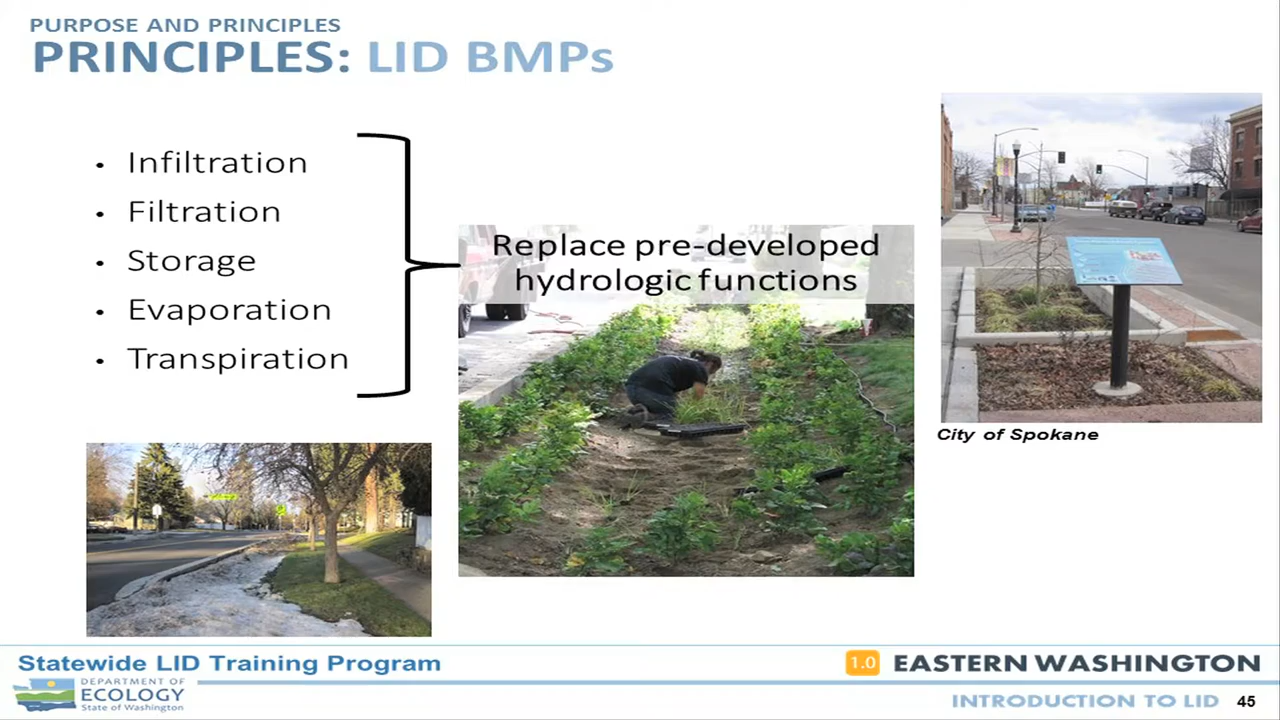 PURPOSE AND PRINCIPLES
PRINCIPLES: LID BMPs
• Infiltration
• Filtration
• Storage
• Evaporation
• Transpiration
Replace pre-developed
hydrologic functions
City of Spokane
Statewide LID Training Program
1.0 EASTERN WASHINGTON
DEPARTMENT OF
ECOLOGY
State of Washington
INTRODUCTION TO LID 45